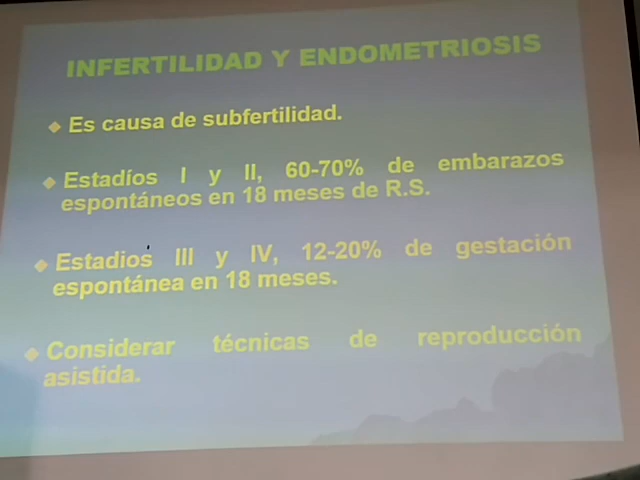 INFERTILIDAD Y ENDOMETRIOSIS
Es causa de subfertilidad.
Estadíos I y II, 60-70% de embarazos
espontáneos en 18 meses de R.S.
Estadios III y IV, 12-20% de gestación
espontánea en 18 meses.
Considerar técnicas de reproducción
asistida.